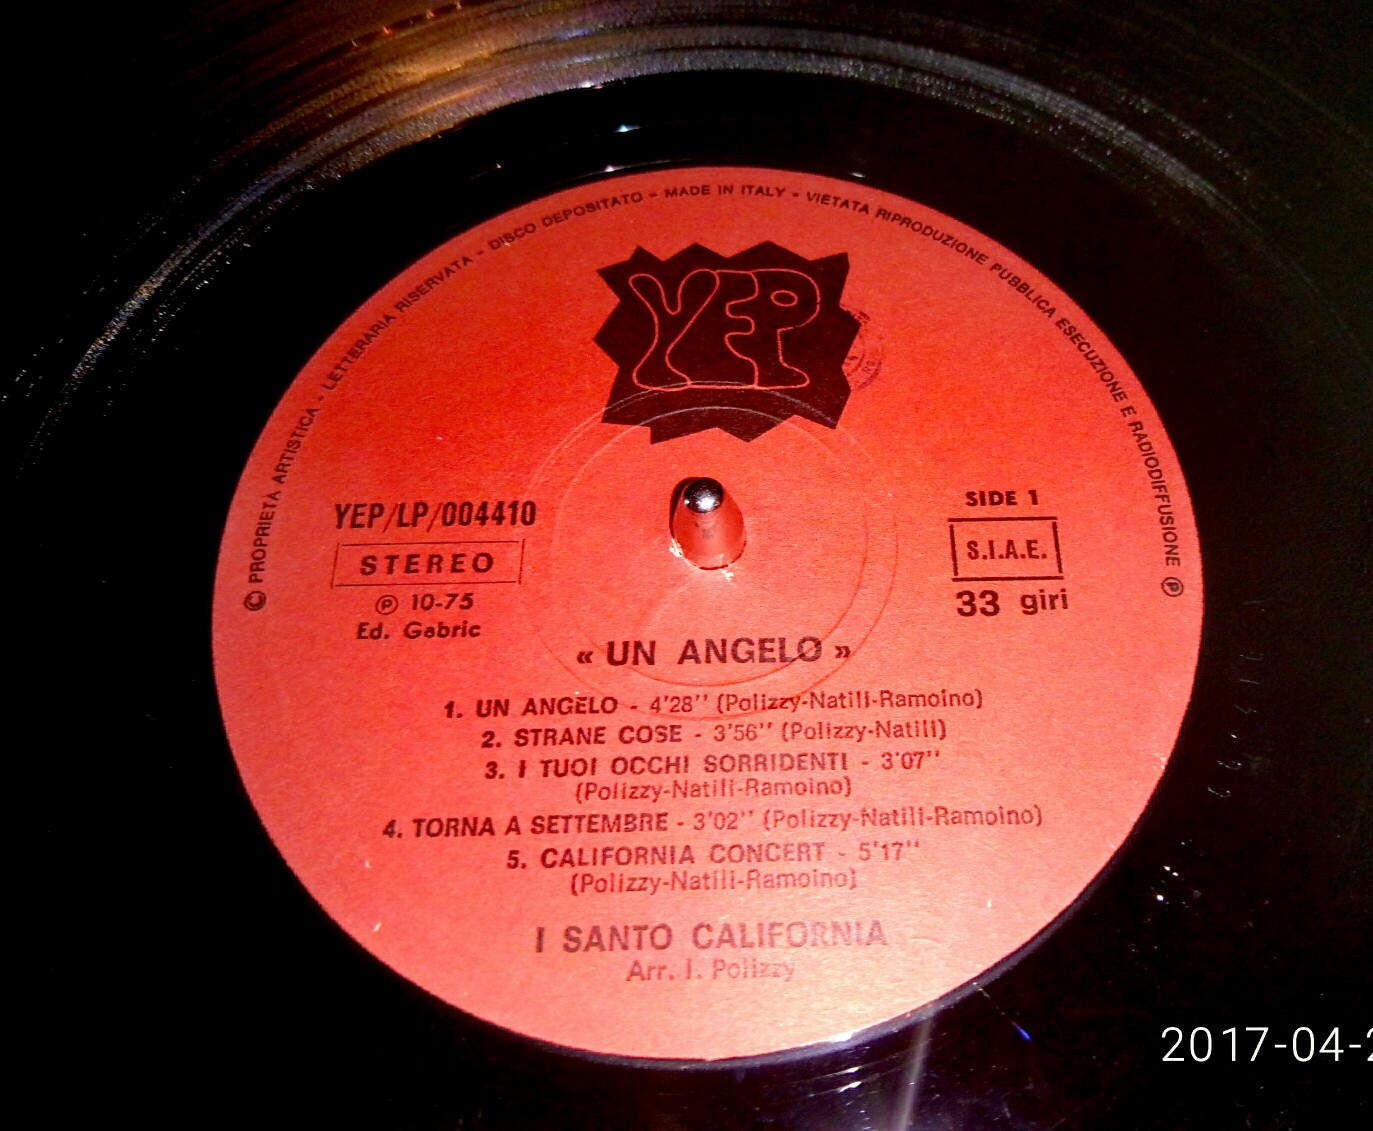 © PROPRIETÀ ARTISTICA - LETTERARIA RISERVATA - DISCO DEPOSITATO - MADE IN ITALY - VIETATA RIPRODUZIONE PUBBLICA ESECUZIONE E RADIODIFFUSIONE ℗
YEP
YEP/LP/004410
STEREO
℗ 10-75
Ed. Gabric
SIDE 1
S.I.A.E.
33 giri
« UN ANGELO »
1. UN ANGELO - 4'28'' (Polizzy-Natili-Ramoino)
2. STRANE COSE - 3'56'' (Polizzy-Natili)
3. I TUOI OCCHI SORRIDENTI - 3'07''
(Polizzy-Natili-Ramoino)
4. TORNA A SETTEMBRE - 3'02'' (Polizzy-Natili-Ramoino)
5. CALIFORNIA CONCERT - 5'17''
(Polizzy-Natili-Ramoino)
I SANTO CALIFORNIA
Arr. I. Polizzy
2017-04-2